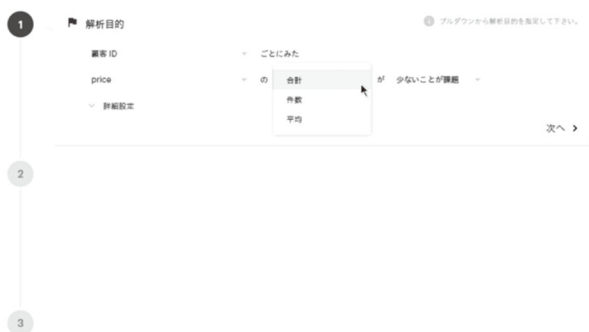 1
解析目的
プルダウンから解析目的を指定して下さい。
顧客 ID ごとにみた
price の 合計 が 少ないことが課題
件数
平均
詳細設定
次へ
2
3